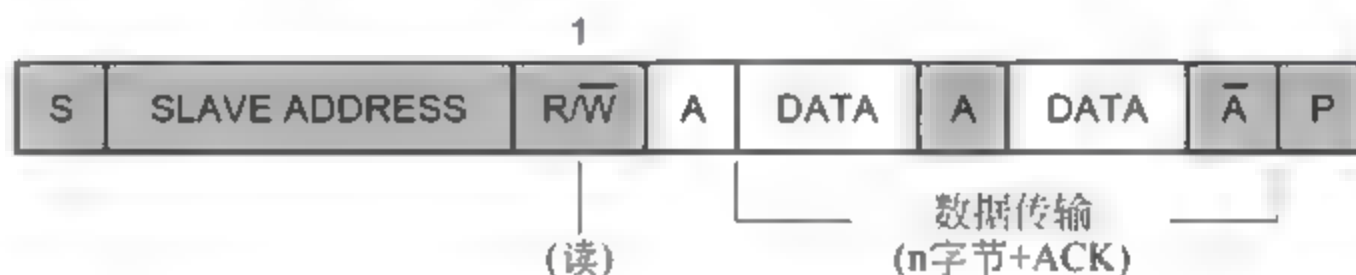 1
S SLAVE ADDRESS R/W̅ A DATA A DATA A̅ P
数据传输
(读) (n字节+ACK)